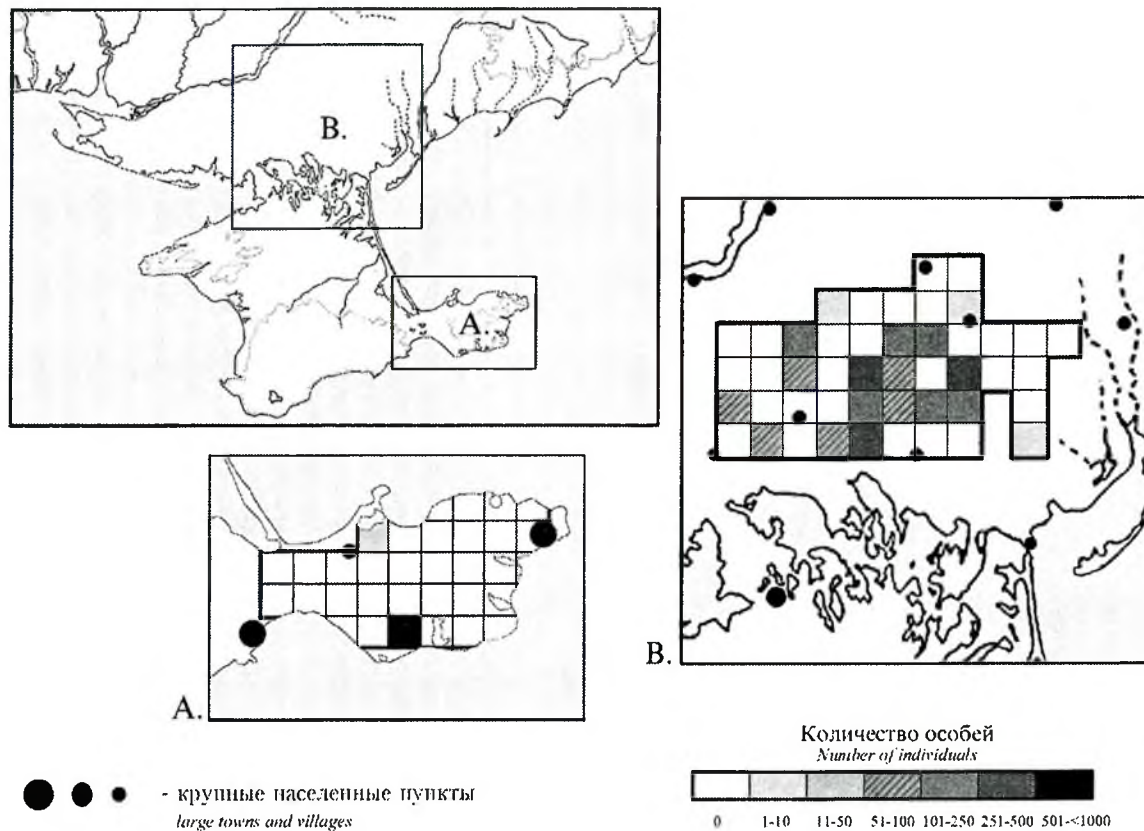 B.
A.
A.
B.
- крупные населенные пункты
large towns and villages
Количество особей
Number of individuals
0 1-10 11-50 51-100 101-250 251-500 501-<1000